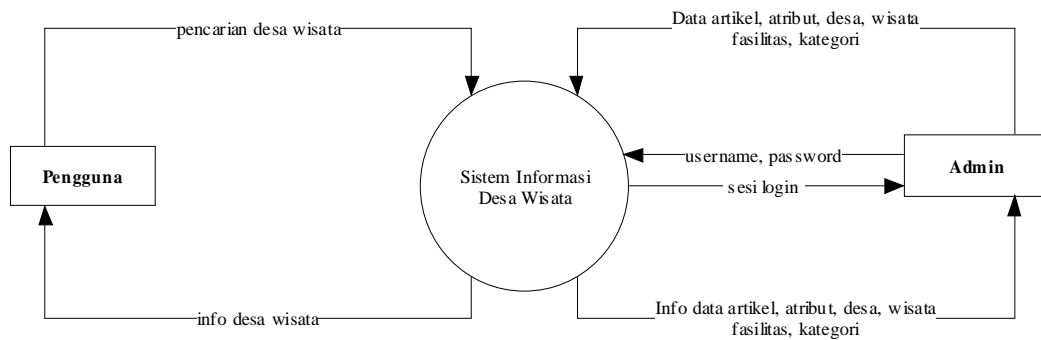 pencarian desa wisata
Data artikel, atribut, desa, wisata
fasilitas, kategori
Pengguna
Sistem Informasi
Desa Wisata
username, password
sesi login
Admin
info desa wisata
Info data artikel, atribut, desa, wisata
fasilitas, kategori